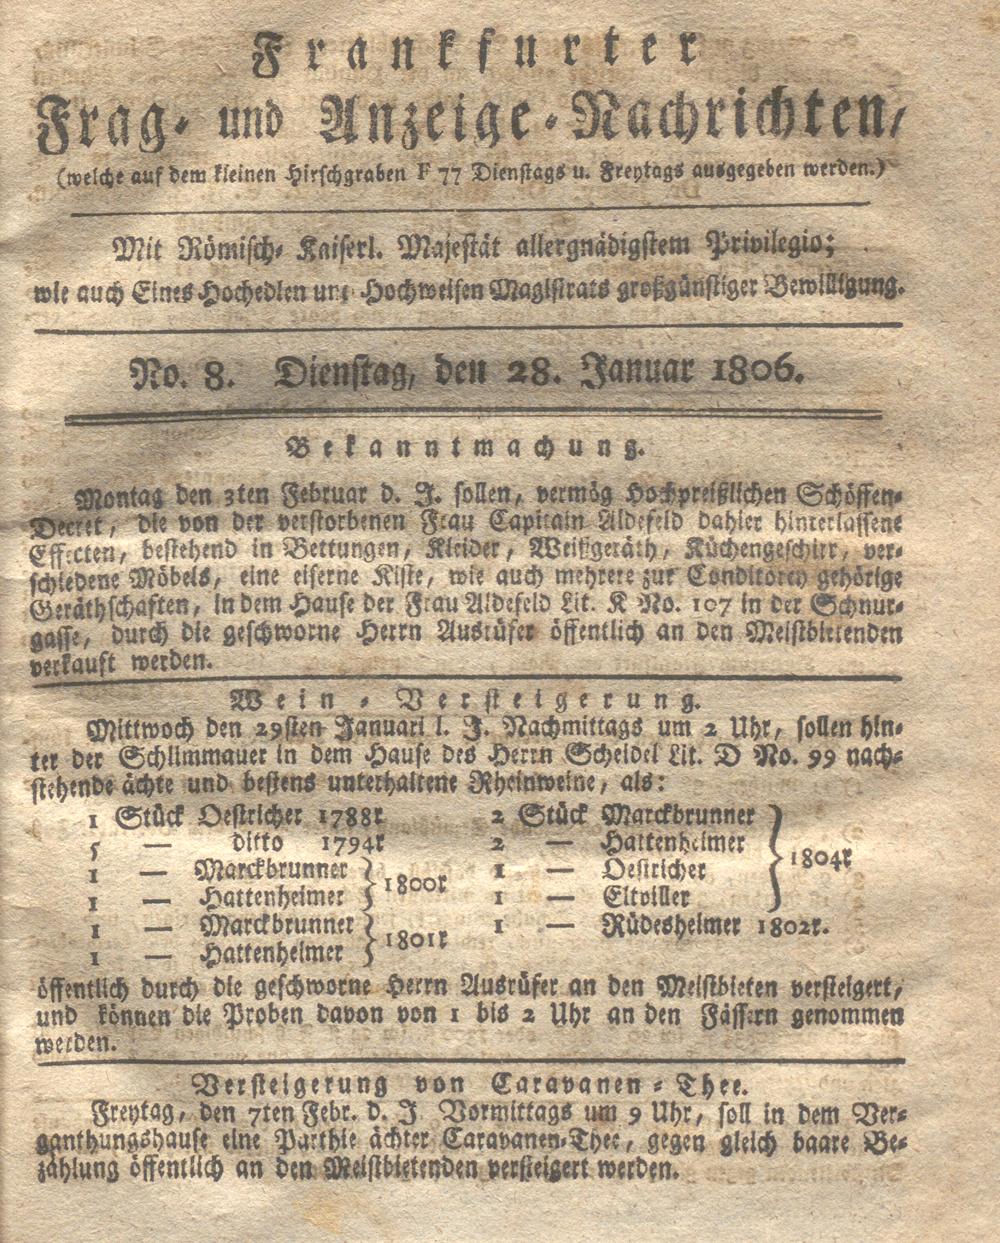 Frankfurter
Frag- und Anzeige-Nachrichten,
(welche auf dem kleinen Hirschgraben F 77 Dienstags u. Freytags ausgegeben werden.)
Mit Römisch- Kaiserl. Majestät allergnädigstem Privilegio;
wie auch Eines Hochedlen und Hochweisen Magistrats großgünstiger Bewilligung.
No. 8. Dienstag, den 28. Januar 1806.
Bekanntmachung.
Montag den 3ten Februar d. J. sollen, vermög Hochpreißlichen Schöffen-
Decret, die von der verstorbenen Frau Capitain Aldefeld dahier hinterlassene
Effecten, bestehend in Bettungen, Kleider, Weißgeräth, Küchengeschirr, ver-
schiedene Möbels, eine eiserne Kiste, wie auch mehrere zur Conditorey gehörige
Geräthschaften, in dem Hause der Frau Aldefeld Lit. K No. 107 in der Schnur-
gasse, durch die geschworne Herrn Ausrüfer öffentlich an den Meistbietenden
verkauft werden.
Wein - Versteigerung.
Mittwoch den 29sten Januari l. J. Nachmittags um 2 Uhr, sollen hin-
ter der Schlimmauer in dem Hause des Herrn Scheidel Lit. D No. 99 nach-
stehende ächte und bestens unterhaltene Rheinweine, als:
1 Stück Oestricher 1788r
5 — ditto 1794r
1 — Marckbrunner } 1800r
1 — Hattenheimer
1 — Marckbrunner } 1801r
1 — Hattenheimer
2 Stück Marckbrunner } 1804r
2 — Hattenheimer
1 — Oestricher
1 — Eltviller
1 — Rüdesheimer 1802r.
öffentlich durch die geschworne Herrn Ausrüfer an den Meistbieten versteigert,
und können die Proben davon von 1 bis 2 Uhr an den Fässern genommen
werden.
Versteigerung von Caravanen-Thee.
Freytag, den 7ten Febr. d. J. Vormittags um 9 Uhr, soll in dem Ver-
ganthungshause eine Parthie ächter Caravanen-Thee, gegen gleich baare Be-
zahlung öffentlich an den Meistbietenden versteigert werden.